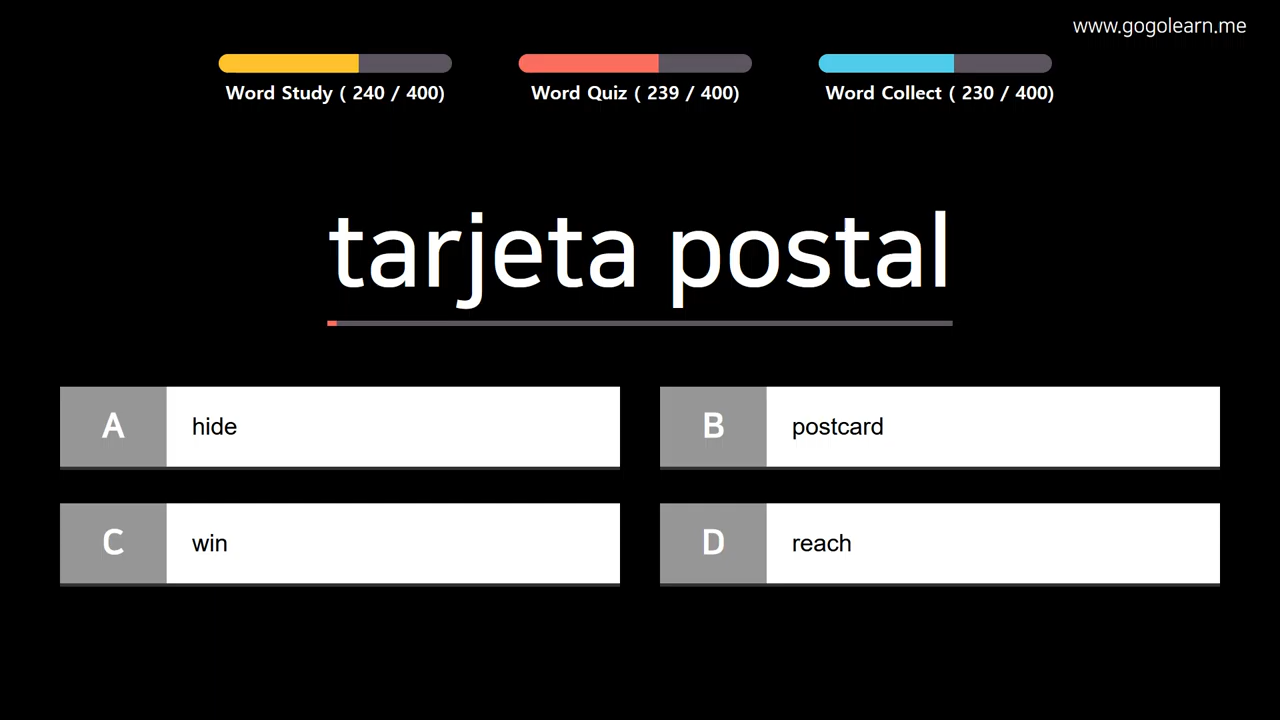 www.gogolearn.me
Word Study ( 240 / 400)
Word Quiz ( 239 / 400)
Word Collect ( 230 / 400)
tarjeta postal
A hide
B postcard
C win
D reach